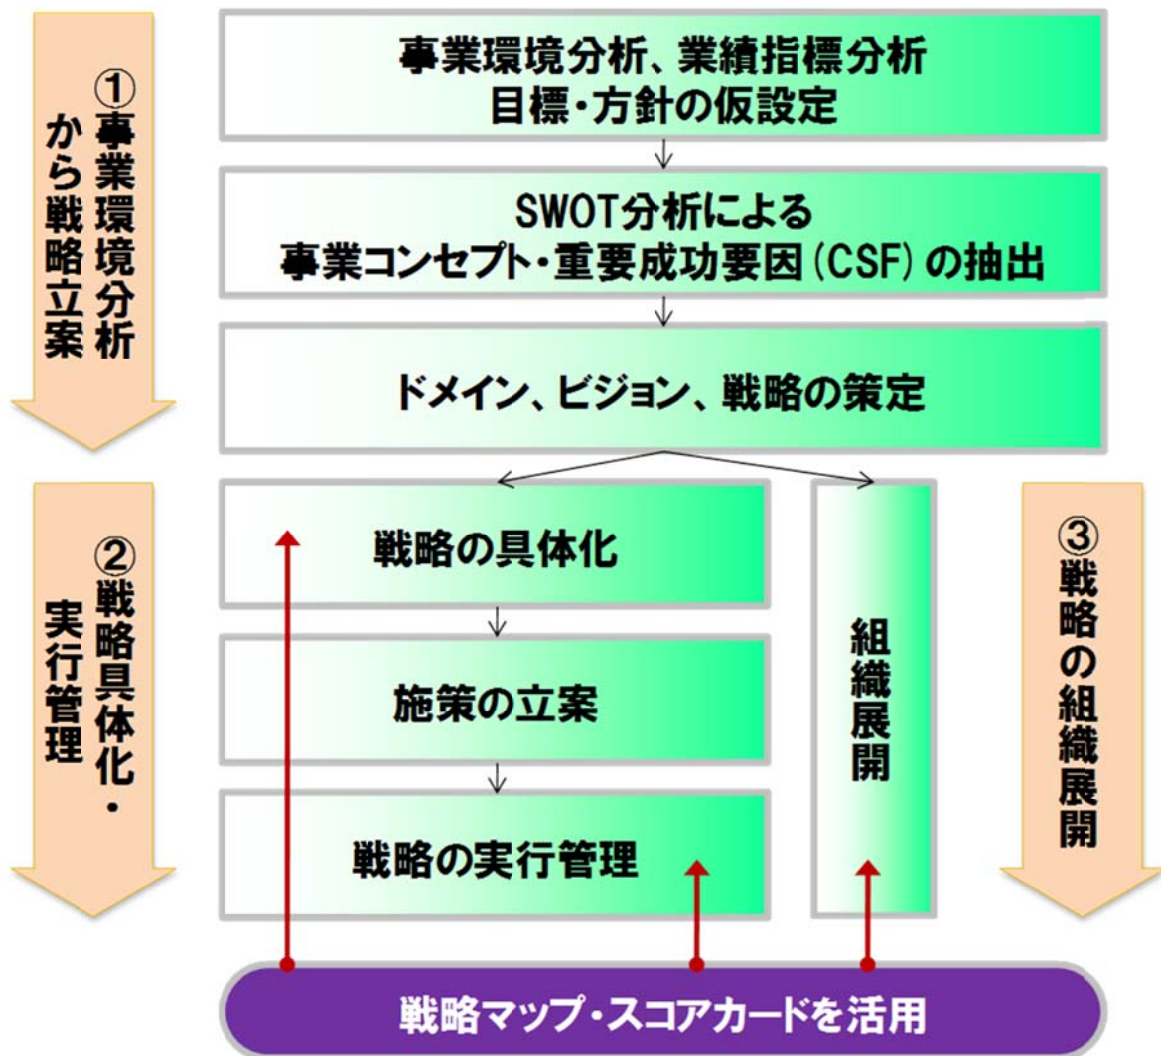 ①事業環境分析
から戦略立案
事業環境分析、業績指標分析
目標・方針の仮設定
SWOT分析による
事業コンセプト・重要成功要因(CSF)の抽出
ドメイン、ビジョン、戦略の策定
②戦略具体化・
実行管理
戦略の具体化
施策の立案
戦略の実行管理
組織展開
③戦略の組織展開
戦略マップ・スコアカードを活用